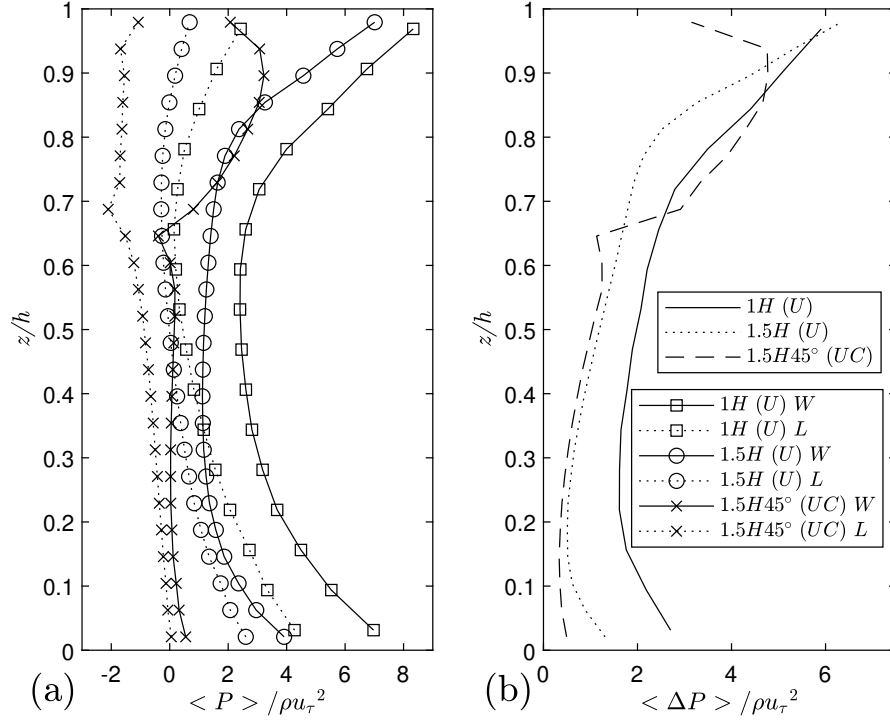 1
0.9
0.8
0.7
0.6
0.5
0.4
0.3
0.2
0.1
0
z/h
-2 0 2 4 6 8
(a)
< P > /ρu_τ²
1
0.9
0.8
0.7
0.6
0.5
0.4
0.3
0.2
0.1
0
z/h
1H (U)
1.5H (U)
1.5H45° (UC)
1H (U) W
1H (U) L
1.5H (U) W
1.5H (U) L
1.5H45° (UC) W
1.5H45° (UC) L
0 2 4 6
(b)
< ΔP > /ρu_τ²